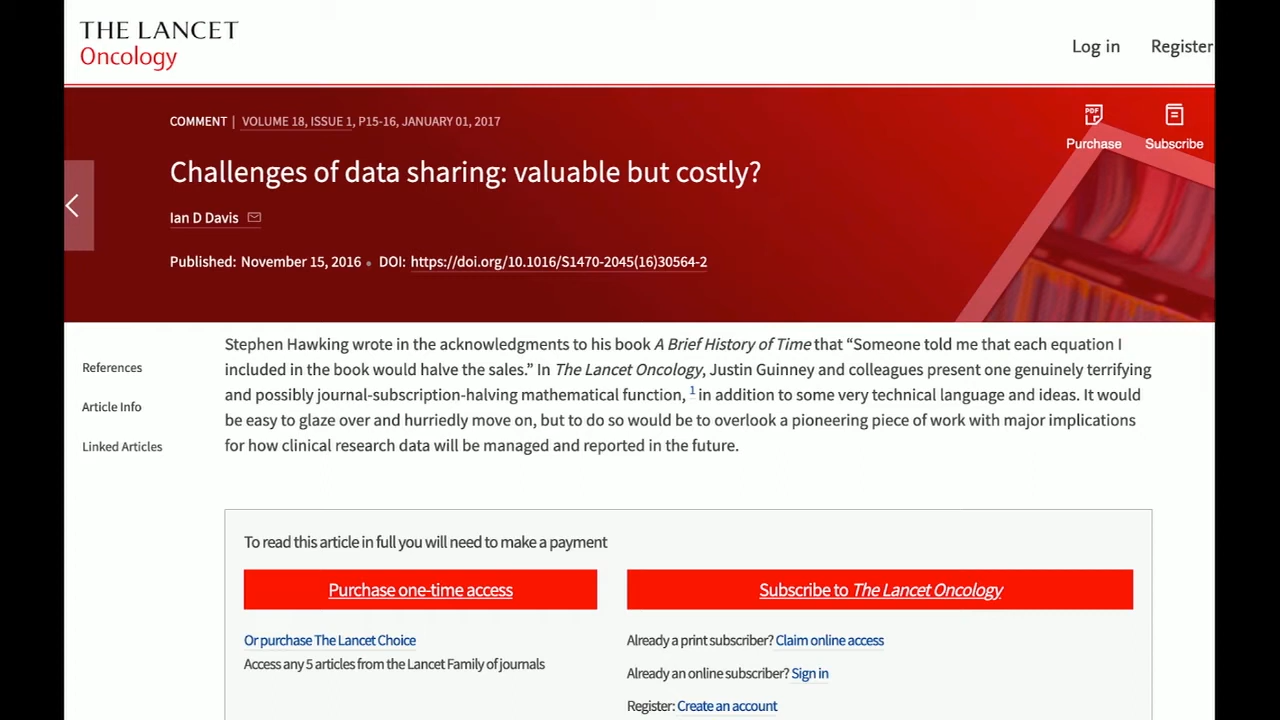 THE LANCET
Oncology
Log in
Register
COMMENT | VOLUME 18, ISSUE 1, P15-16, JANUARY 01, 2017
PDF
Purchase
Subscribe
Challenges of data sharing: valuable but costly?
Ian D Davis
Published: November 15, 2016 • DOI: https://doi.org/10.1016/S1470-2045(16)30564-2
References
Article Info
Linked Articles
Stephen Hawking wrote in the acknowledgments to his book A Brief History of Time that “Someone told me that each equation I
included in the book would halve the sales.” In The Lancet Oncology, Justin Guinney and colleagues present one genuinely terrifying
and possibly journal-subscription-halving mathematical function, 1 in addition to some very technical language and ideas. It would
be easy to glaze over and hurriedly move on, but to do so would be to overlook a pioneering piece of work with major implications
for how clinical research data will be managed and reported in the future.
To read this article in full you will need to make a payment
Purchase one-time access
Or purchase The Lancet Choice
Access any 5 articles from the Lancet Family of journals
Subscribe to The Lancet Oncology
Already a print subscriber? Claim online access
Already an online subscriber? Sign in
Register: Create an account